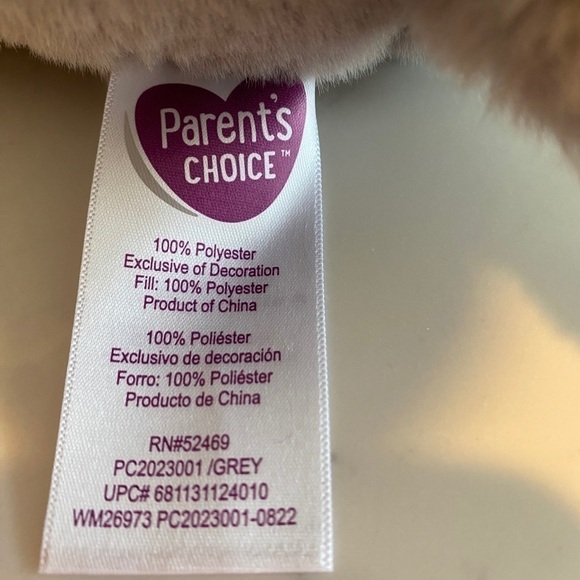 Parent's
CHOICE™
100% Polyester
Exclusive of Decoration
Fill: 100% Polyester
Product of China
100% Poliéster
Exclusivo de decoración
Forro: 100% Poliéster
Producto de China
RN#52469
PC2023001 /GREY
UPC# 681131124010
WM26973 PC2023001-0822